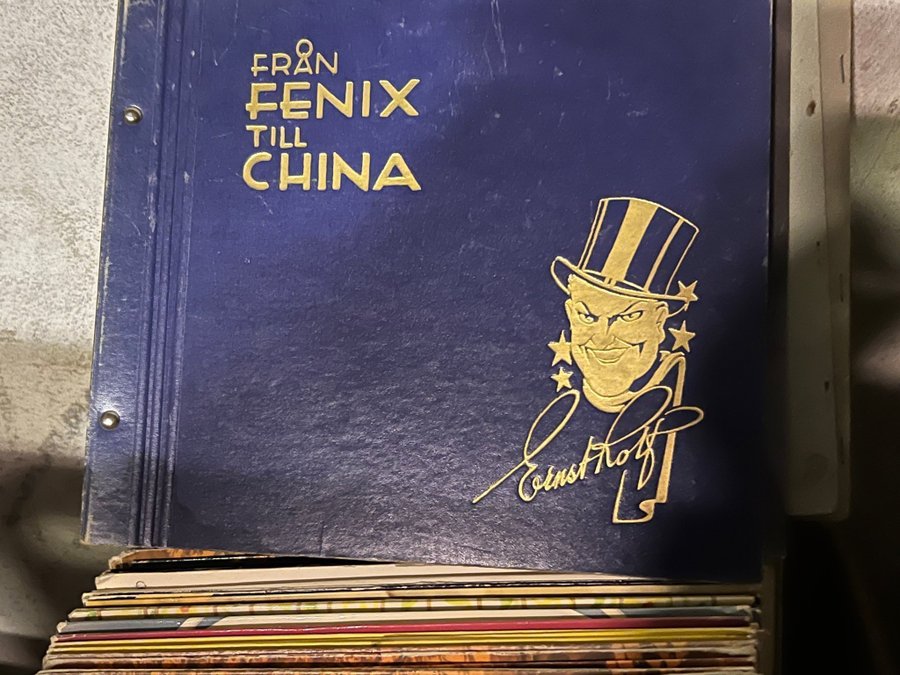 FRÅN
FENIX
TILL
CHINA
Ernst Rolf